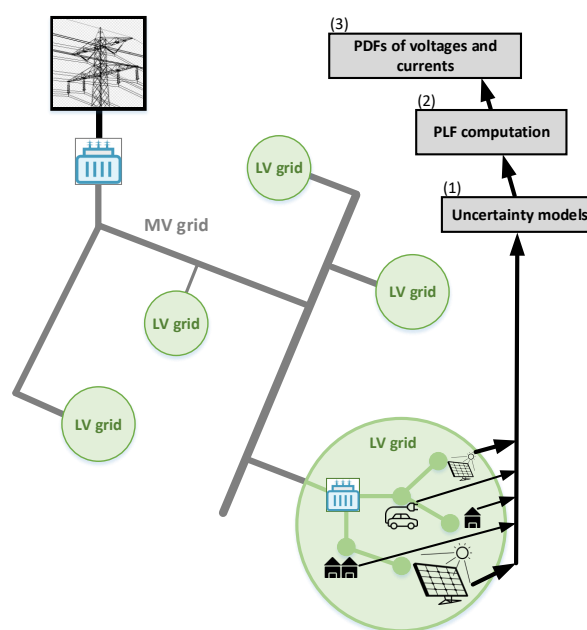 (3)
PDFs of voltages and
currents
(2)
PLF computation
(1)
Uncertainty models
LV grid
MV grid
LV grid
LV grid
LV grid
LV grid